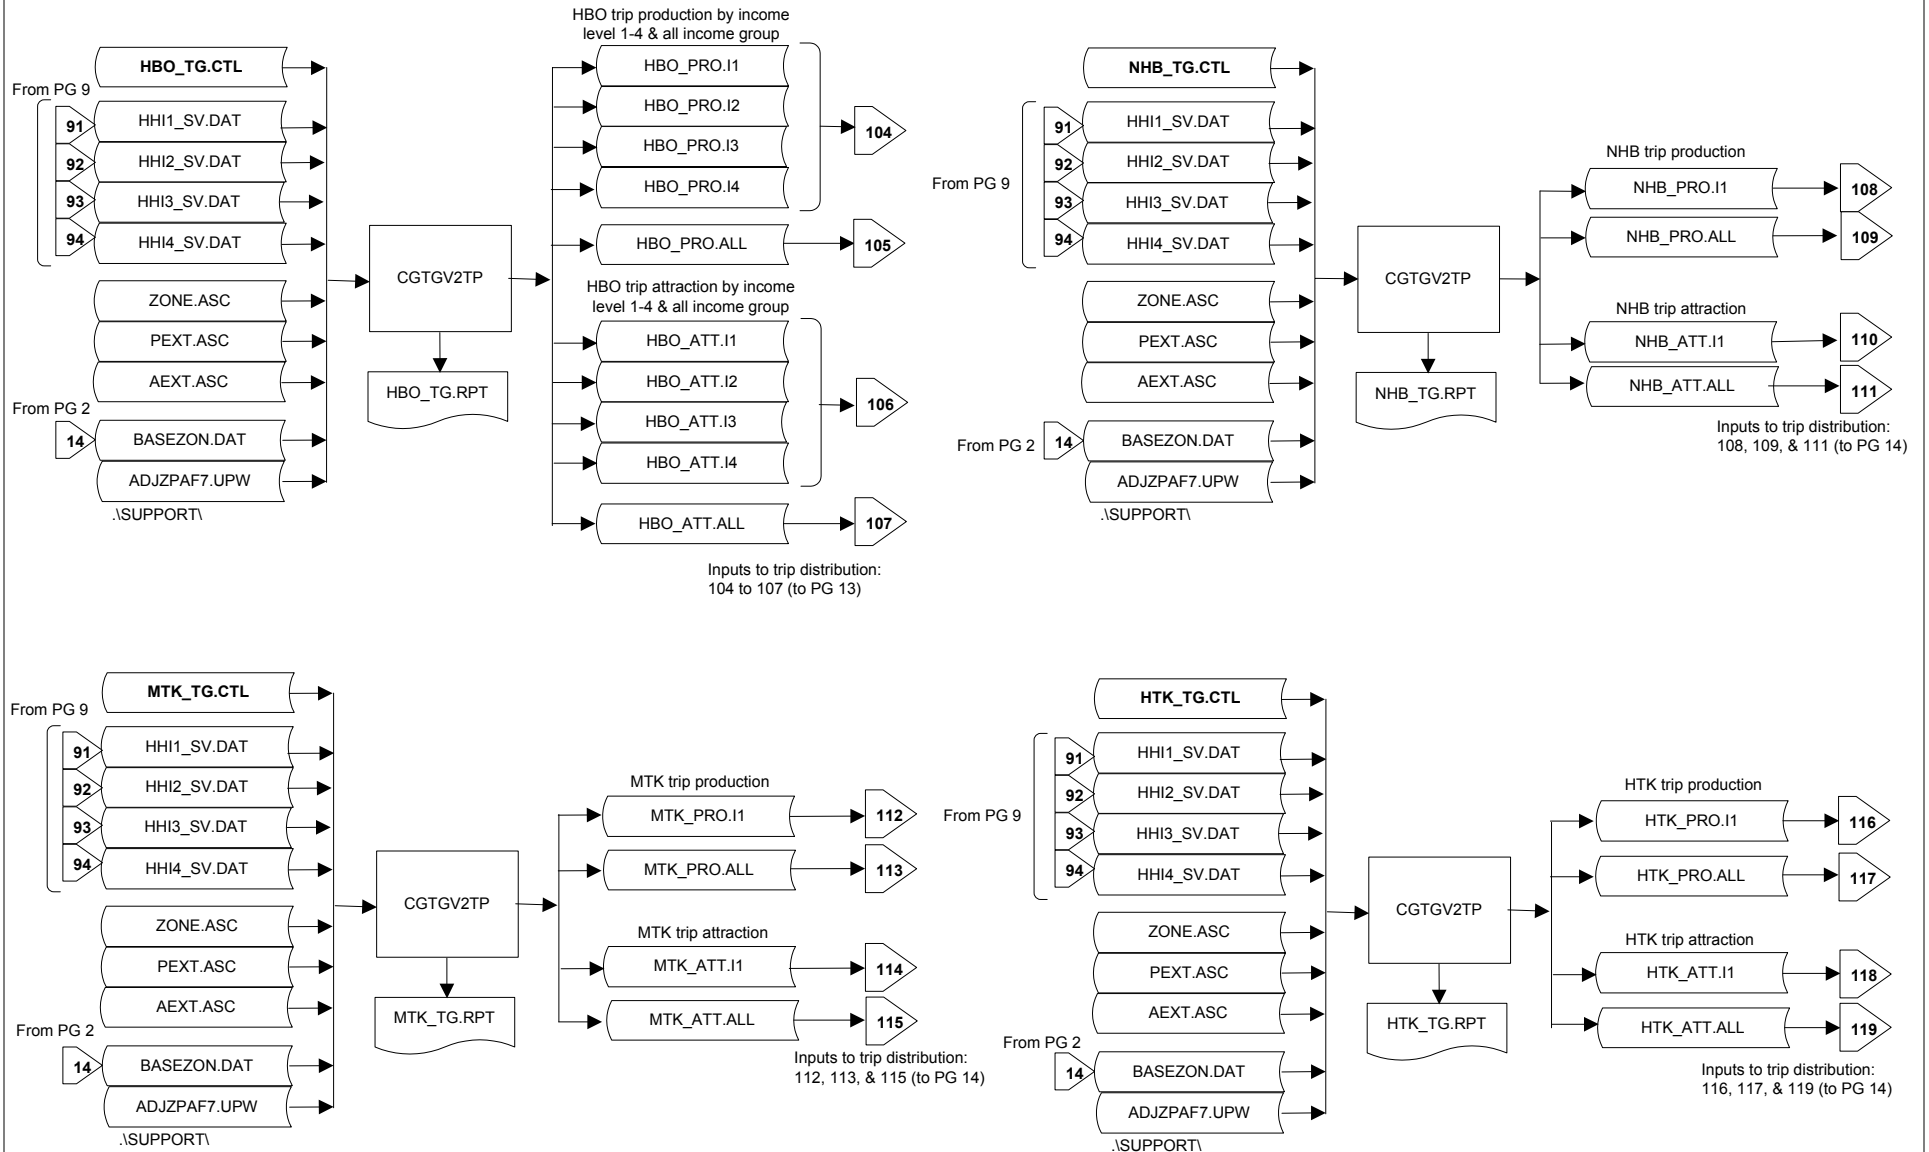 HBO trip production by income
level 1-4 & all income group
HBO_TG.CTL
From PG 9
91
HHI1_SV.DAT
92
HHI2_SV.DAT
93
HHI3_SV.DAT
94
HHI4_SV.DAT
ZONE.ASC
PEXT.ASC
AEXT.ASC
From PG 2
14
BASEZON.DAT
ADJZPAF7.UPW
.\SUPPORT\
CGTGV2TP
HBO_TG.RPT
HBO_PRO.I1
HBO_PRO.I2
HBO_PRO.I3
HBO_PRO.I4
104
HBO_PRO.ALL
105
HBO trip attraction by income
level 1-4 & all income group
HBO_ATT.I1
HBO_ATT.I2
HBO_ATT.I3
HBO_ATT.I4
106
HBO_ATT.ALL
107
Inputs to trip distribution:
104 to 107 (to PG 13)
NHB_TG.CTL
From PG 9
91
HHI1_SV.DAT
92
HHI2_SV.DAT
93
HHI3_SV.DAT
94
HHI4_SV.DAT
ZONE.ASC
PEXT.ASC
AEXT.ASC
From PG 2
14
BASEZON.DAT
ADJZPAF7.UPW
.\SUPPORT\
CGTGV2TP
NHB_TG.RPT
NHB trip production
NHB_PRO.I1
108
NHB_PRO.ALL
109
NHB trip attraction
NHB_ATT.I1
110
NHB_ATT.ALL
111
Inputs to trip distribution:
108, 109, & 111 (to PG 14)
MTK_TG.CTL
From PG 9
91
HHI1_SV.DAT
92
HHI2_SV.DAT
93
HHI3_SV.DAT
94
HHI4_SV.DAT
ZONE.ASC
PEXT.ASC
AEXT.ASC
From PG 2
14
BASEZON.DAT
ADJZPAF7.UPW
.\SUPPORT\
CGTGV2TP
MTK_TG.RPT
MTK trip production
MTK_PRO.I1
112
MTK_PRO.ALL
113
MTK trip attraction
MTK_ATT.I1
114
MTK_ATT.ALL
115
Inputs to trip distribution:
112, 113, & 115 (to PG 14)
HTK_TG.CTL
From PG 9
91
HHI1_SV.DAT
92
HHI2_SV.DAT
93
HHI3_SV.DAT
94
HHI4_SV.DAT
ZONE.ASC
PEXT.ASC
AEXT.ASC
From PG 2
14
BASEZON.DAT
ADJZPAF7.UPW
.\SUPPORT\
CGTGV2TP
HTK_TG.RPT
HTK trip production
HTK_PRO.I1
116
HTK_PRO.ALL
117
HTK trip attraction
HTK_ATT.I1
118
HTK_ATT.ALL
119
Inputs to trip distribution:
116, 117, & 119 (to PG 14)